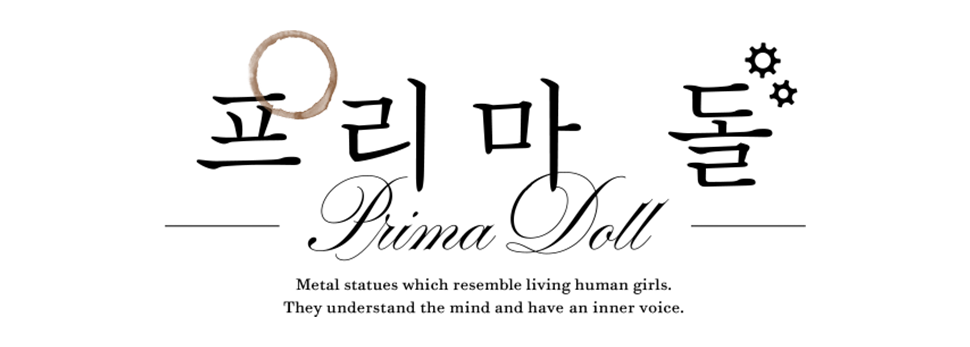 프리마 돌
Prima Doll
Metal statues which resemble living human girls.
They understand the mind and have an inner voice.